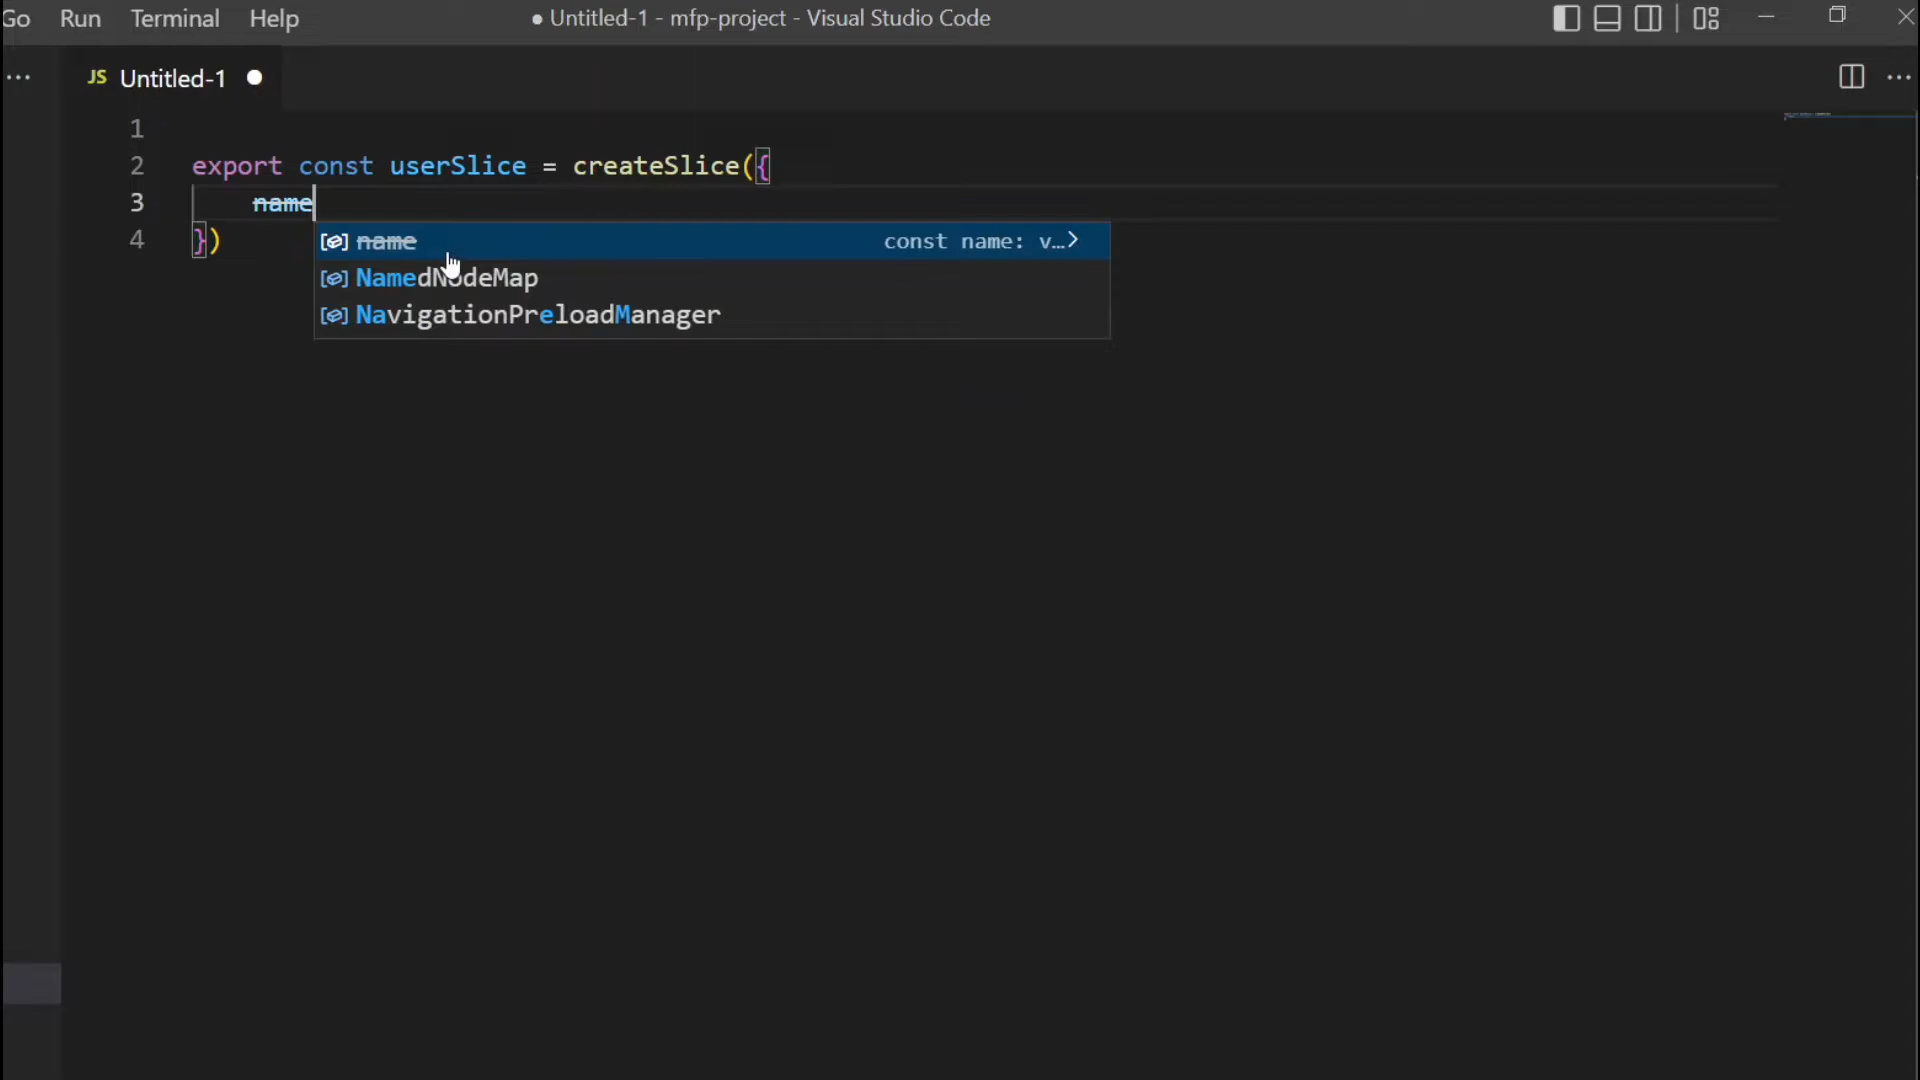 Go Run Terminal Help ● Untitled-1 - mfp-project - Visual Studio Code
JS Untitled-1
1
2 export const userSlice = createSlice({
3 name
4 })
name const name: v…
NamedNodeMap
NavigationPreloadManager